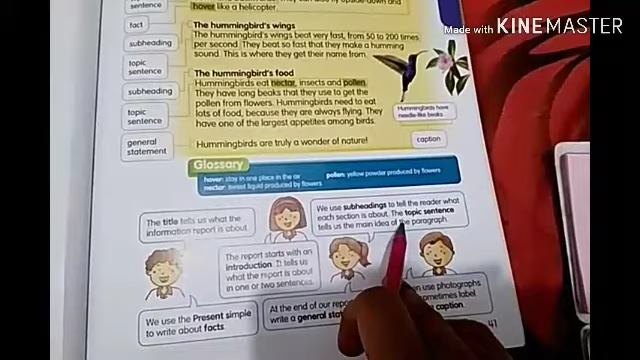 sentence
hover like a helicopter.
Made with KINEMASTER
fact
The hummingbird's wings
The hummingbird's wings beat very fast, from 50 to 200 times
per second. They beat so fast that they make a humming
sound. This is where they get their name from.
subheading
topic
sentence
The hummingbird's food
Hummingbirds eat nectar, insects and pollen.
They have long beaks that they use to get the
pollen from flowers. Hummingbirds need to eat
lots of food, because they are always flying. They
have one of the largest appetites among birds.
subheading
topic
sentence
Hummingbirds have
needle-like beaks.
general
statement
Hummingbirds are truly a wonder of nature!
caption
Glossary
hover: stay in one place in the air
nectar: sweet liquid produced by flowers
pollen: yellow powder produced by flowers
The title tells us what the
information report is about.
We use subheadings to tell the reader what
each section is about. The topic sentence
tells us the main idea of the paragraph.
The report starts with an
introduction. It tells us
what the report is about
in one or two sentences.
We use the Present simple
to write about facts.
At the end of our repo
write a general sta
en use photographs
ometimes label
caption.
41